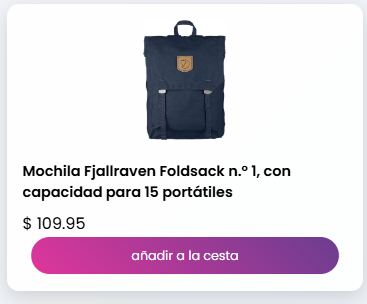 Mochila Fjallraven Foldsack n.º 1, con
capacidad para 15 portátiles
$ 109.95
añadir a la cesta